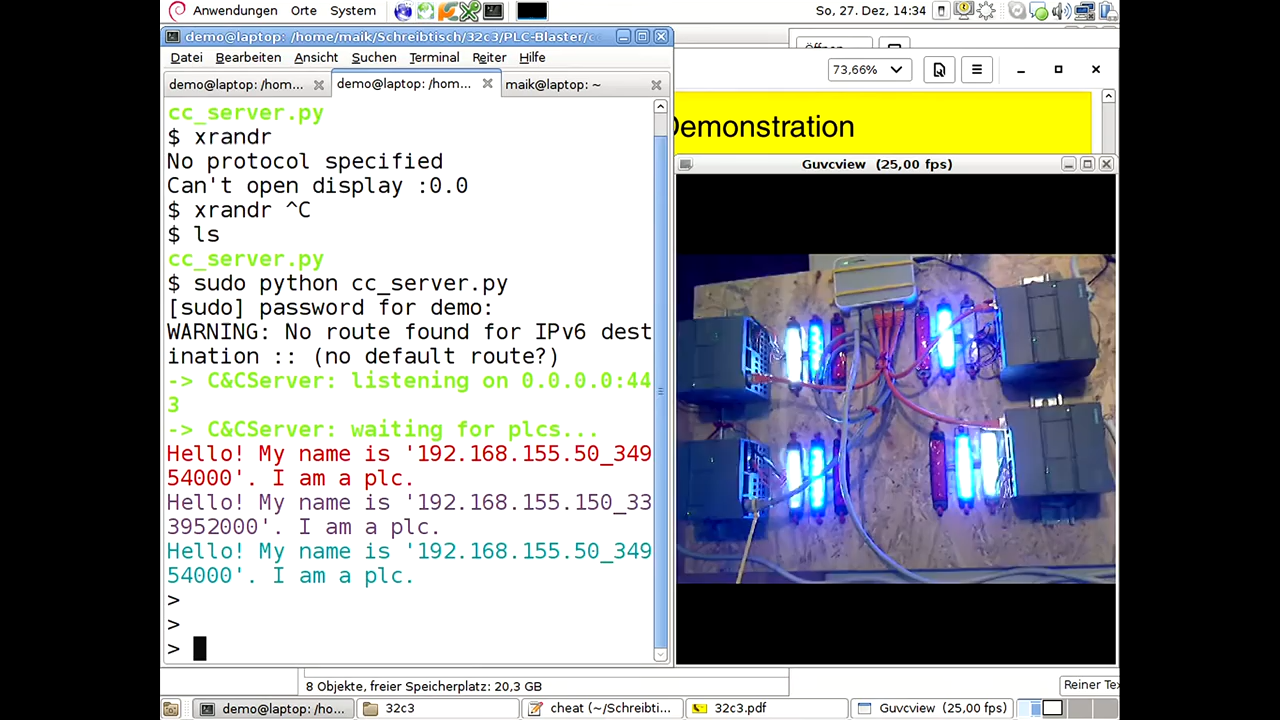 Anwendungen Orte System
So, 27. Dez, 14:34
demo@laptop: /home/maik/Schreibtisch/32c3/PLC-Blaster/c
Datei Bearbeiten Ansicht Suchen Terminal Reiter Hilfe
demo@laptop: /hom... demo@laptop: /hom... maik@laptop: ~
cc_server.py
$ xrandr
No protocol specified
Can't open display :0.0
$ xrandr ^C
$ ls
cc_server.py
$ sudo python cc_server.py
[sudo] password for demo:
WARNING: No route found for IPv6 dest
ination :: (no default route?)
-> C&CServer: listening on 0.0.0.0:44
3
-> C&CServer: waiting for plcs...
Hello! My name is '192.168.155.50_349
54000'. I am a plc.
Hello! My name is '192.168.155.150_33
3952000'. I am a plc.
Hello! My name is '192.168.155.50_349
54000'. I am a plc.
>
>
>
73,66%
Demonstration
Guvcview (25,00 fps)
8 Objekte, freier Speicherplatz: 20,3 GB
Reiner Te
demo@laptop: /ho... 32c3 cheat (~/Schreibti... 32c3.pdf Guvcview (25,00 fps)